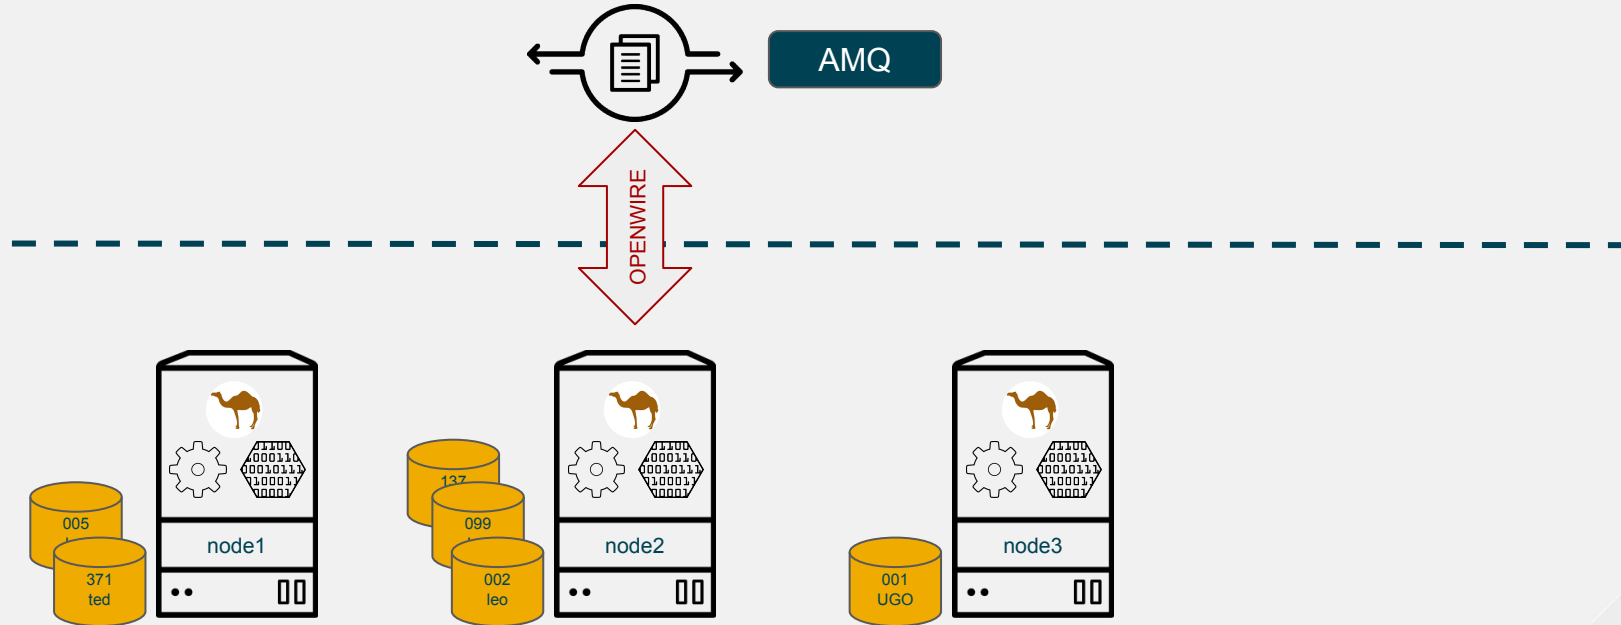 AMQ
OPENWIRE
137
005
099
371
ted
002
leo
001
UGO
node1
node2
node3